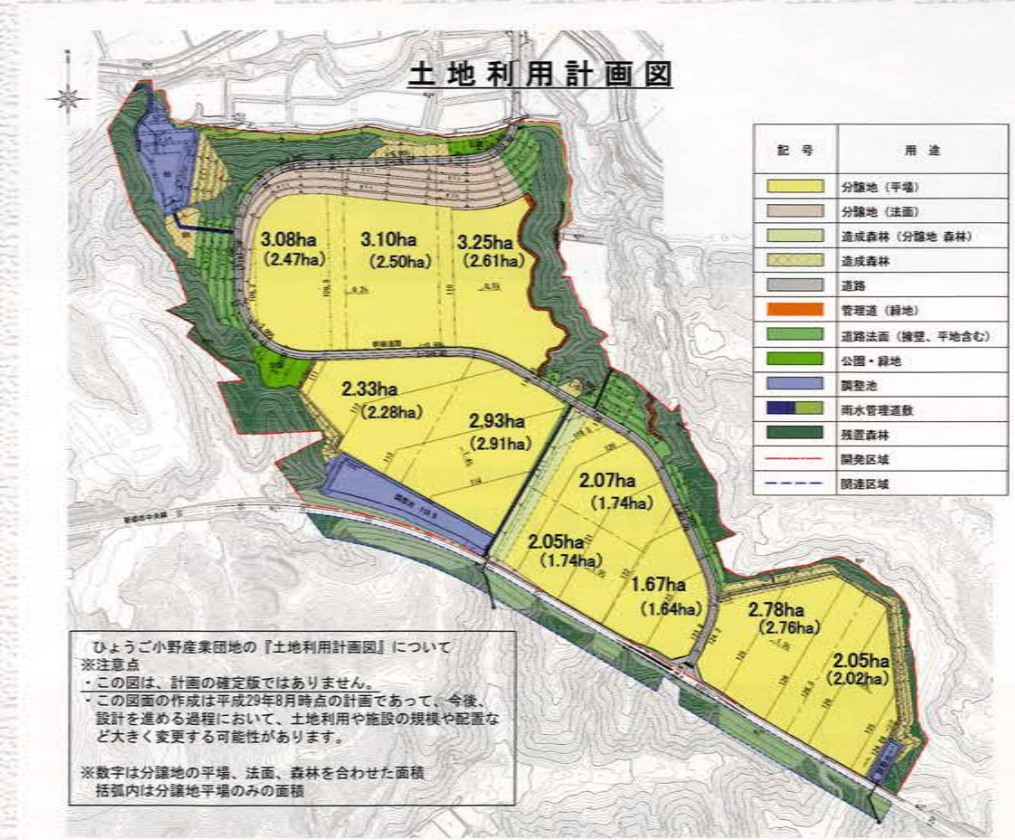 土地利用計画図
記号 用途
分譲地（平場）
分譲地（法面）
造成森林（分譲地 森林）
造成森林
道路
管理道（緑地）
道路法面（擁壁、平地含む）
公園・緑地
調整池
雨水管理道敷
残置森林
開発区域
関連区域
3.08ha
(2.47ha)
3.10ha
(2.50ha)
3.25ha
(2.61ha)
2.33ha
(2.28ha)
2.93ha
(2.91ha)
2.07ha
(1.74ha)
2.05ha
(1.74ha)
1.67ha
(1.64ha)
2.78ha
(2.76ha)
2.05ha
(2.02ha)
ひょうご小野産業団地の『土地利用計画図』について
※注意点
・この図は、計画の確定版ではありません。
・この図面の作成は平成29年8月時点の計画であって、今後、
設計を進める過程において、土地利用や施設の規模や配置な
ど大きく変更する可能性があります。
※数字は分譲地の平場、法面、森林を合わせた面積
括弧内は分譲地平場のみの面積